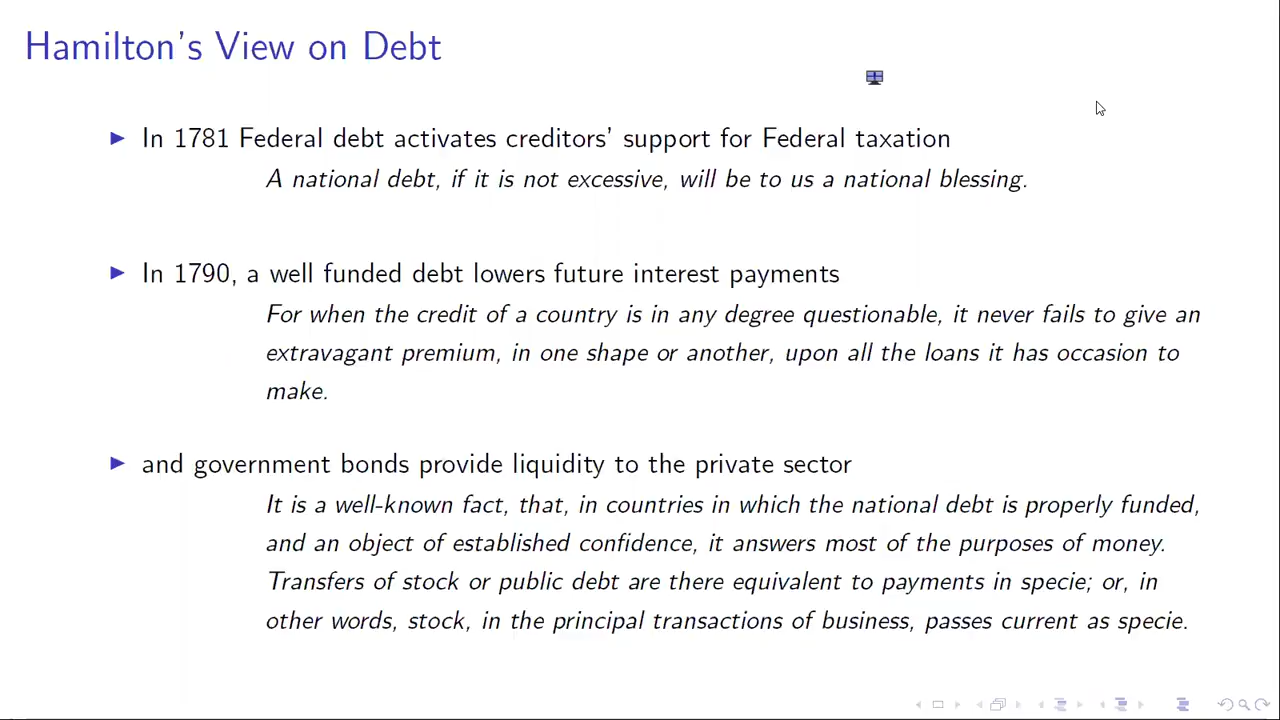 Hamilton's View on Debt
In 1781 Federal debt activates creditors' support for Federal taxation
A national debt, if it is not excessive, will be to us a national blessing.
In 1790, a well funded debt lowers future interest payments
For when the credit of a country is in any degree questionable, it never fails to give an
extravagant premium, in one shape or another, upon all the loans it has occasion to
make.
and government bonds provide liquidity to the private sector
It is a well-known fact, that, in countries in which the national debt is properly funded,
and an object of established confidence, it answers most of the purposes of money.
Transfers of stock or public debt are there equivalent to payments in specie; or, in
other words, stock, in the principal transactions of business, passes current as specie.